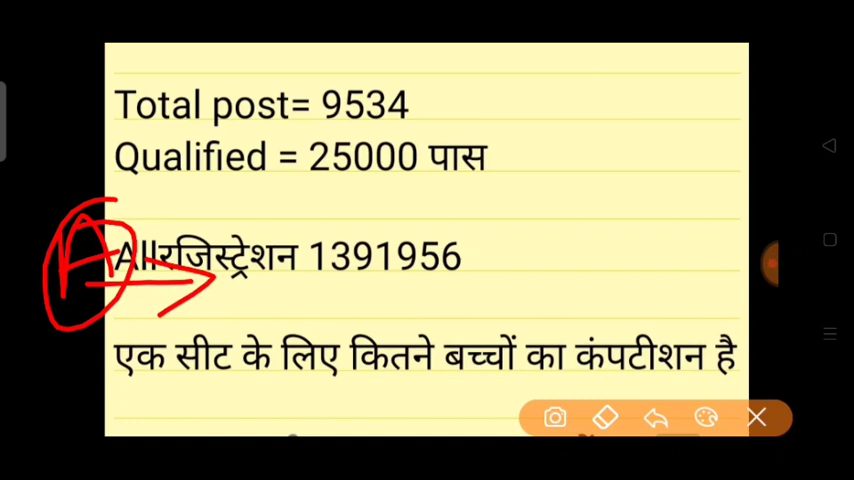 Total post= 9534
Qualified = 25000 पास
Allरजिस्ट्रेशन 1391956
एक सीट के लिए कितने बच्चों का कंपटीशन है